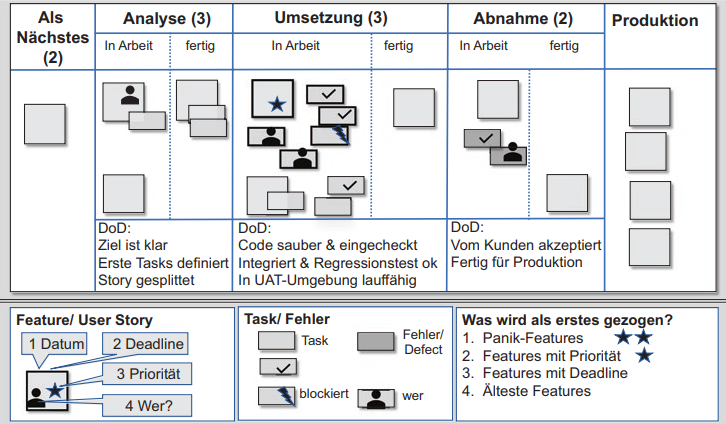 Als
Nächstes
(2)
Analyse (3)
In Arbeit
fertig
Umsetzung (3)
In Arbeit
fertig
Abnahme (2)
In Arbeit
fertig
Produktion
DoD:
Ziel ist klar
Erste Tasks definiert
Story gesplittet
DoD:
Code sauber & eingecheckt
Integriert & Regressionstest ok
In UAT-Umgebung lauffähig
DoD:
Vom Kunden akzeptiert
Fertig für Produktion
Feature/ User Story
1 Datum
2 Deadline
3 Priorität
4 Wer?
Task/ Fehler
Task
Fehler/
Defect
blockiert
wer
Was wird als erstes gezogen?
1. Panik-Features
2. Features mit Priorität
3. Features mit Deadline
4. Älteste Features